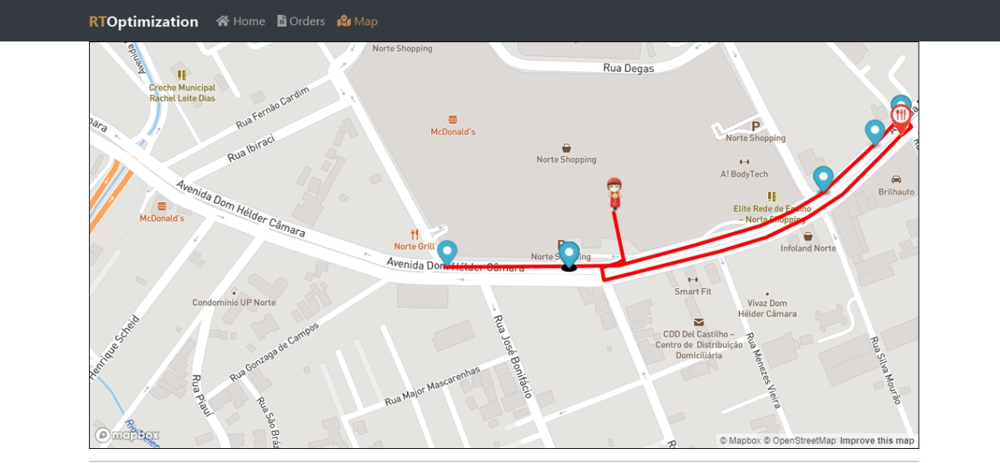 RTOptimization
Home
Orders
Map
Norte Shopping
Rua Degas
Avenida
Creche Municipal
Rachel Leite Dias
Rua Fernão Cardim
McDonald's
Norte Shopping
Rua Ibiraci
Norte Shopping
A! BodyTech
Brilhauto
Avenida Dom Hélder Câmara
McDonald's
Elite Rede de Ensino
– Norte Shopping
Norte Grill
Infoland Norte
Norte Shopping
Avenida Dom Hélder Câmara
Smart Fit
Condomínio UP Norte
Vivaz Dom
Hélder Câmara
CDD Del Castilho –
Centro de Distribuição
Domiciliária
Henrique Scheid
Rua Gonzaga de Campos
Rua José Bonifácio
Rua Menezes Vieira
Rua Silva Mourão
Rua Major Mascarenhas
Rua Piauí
Rua São Bráz
mapbox
© Mapbox © OpenStreetMap Improve this map